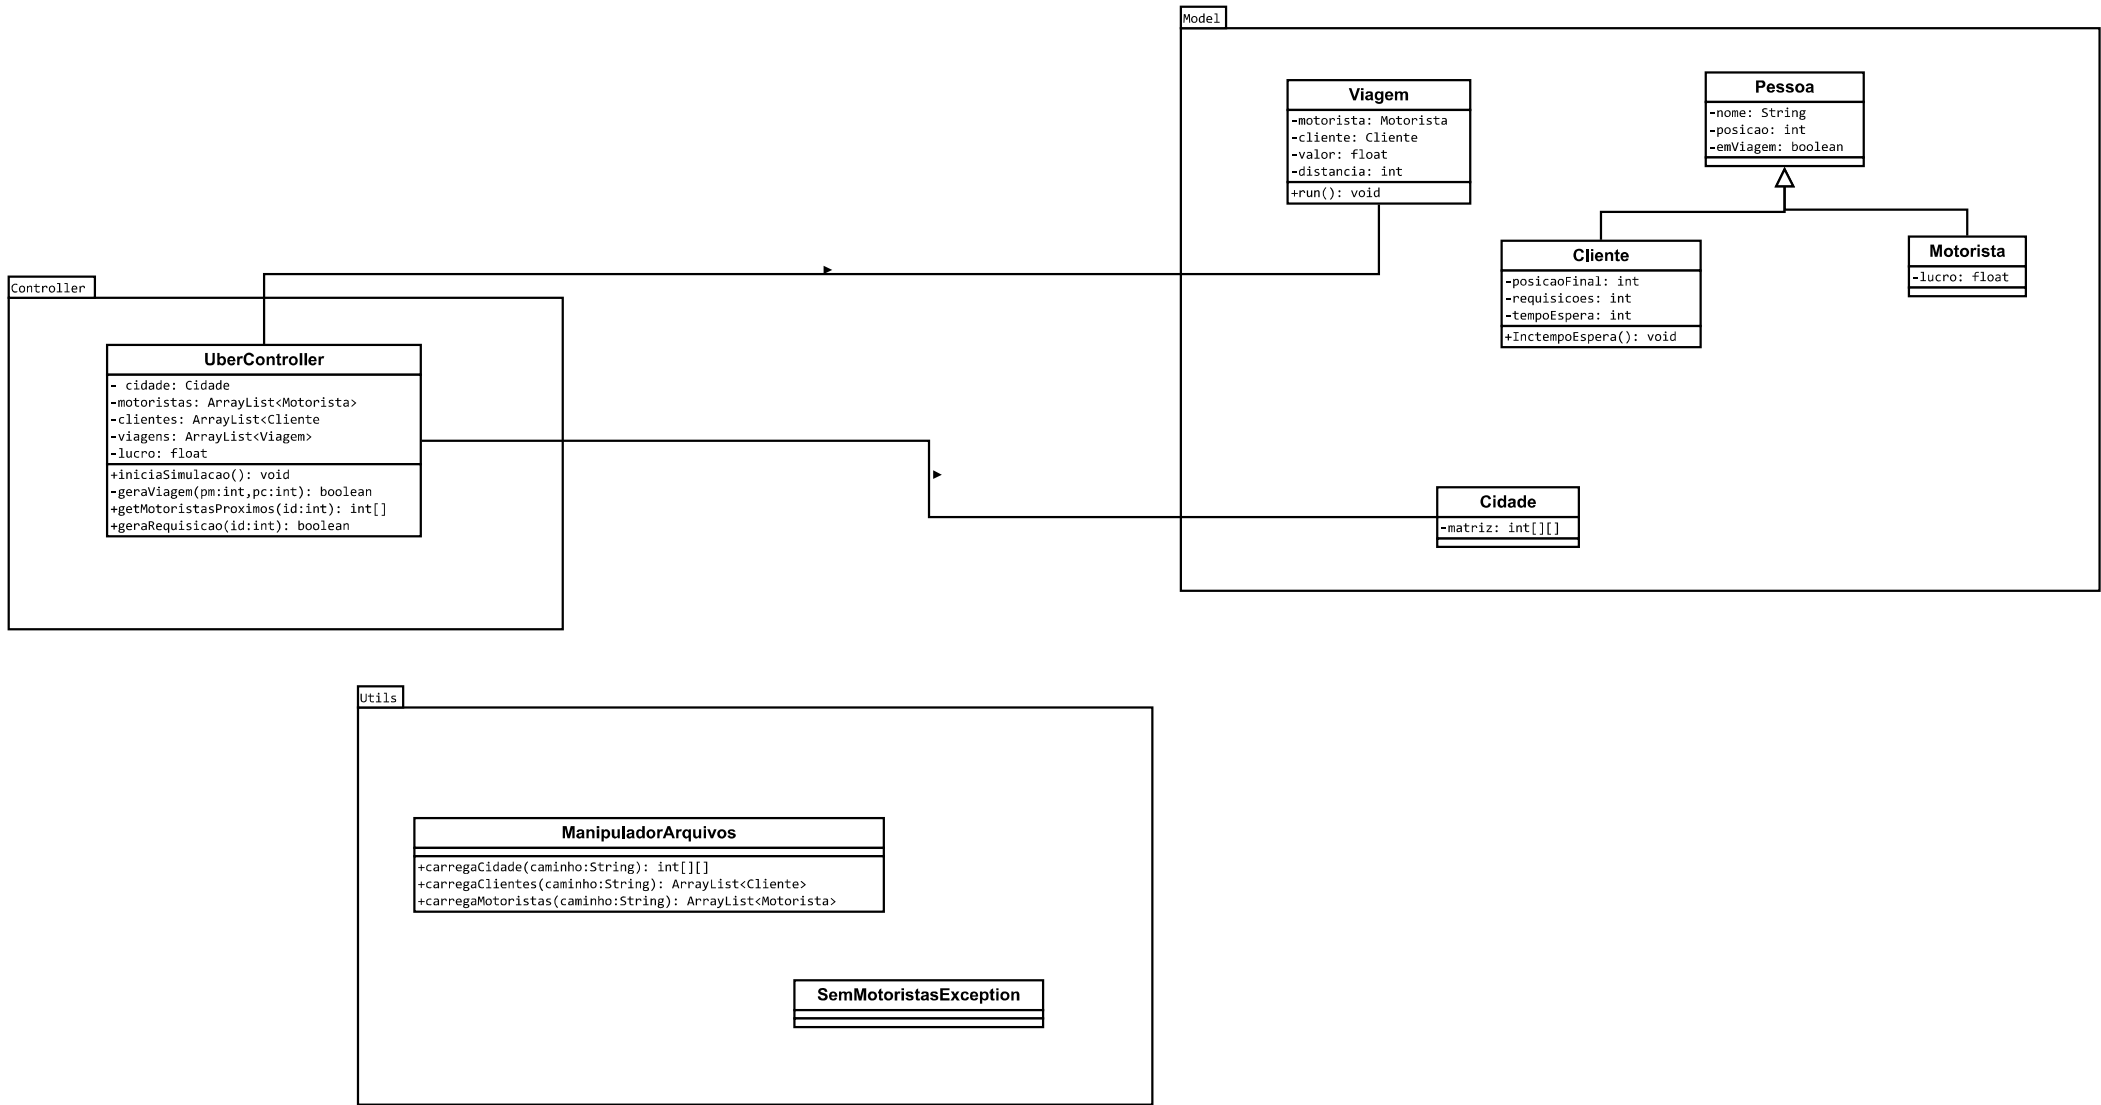 Model
Viagem
-motorista: Motorista
-cliente: Cliente
-valor: float
-distancia: int
+run(): void
Pessoa
-nome: String
-posicao: int
-emViagem: boolean
Cliente
-posicaoFinal: int
-requisicoes: int
-tempoEspera: int
+InctempoEspera(): void
Motorista
-lucro: float
Cidade
-matriz: int[][]
Controller
UberController
- cidade: Cidade
-motoristas: ArrayList<Motorista>
-clientes: ArrayList<Cliente
-viagens: ArrayList<Viagem>
-lucro: float
+iniciaSimulacao(): void
-geraViagem(pm:int,pc:int): boolean
+getMotoristasProximos(id:int): int[]
+geraRequisicao(id:int): boolean
Utils
ManipuladorArquivos
+carregaCidade(caminho:String): int[][]
+carregaClientes(caminho:String): ArrayList<Cliente>
+carregaMotoristas(caminho:String): ArrayList<Motorista>
SemMotoristasException